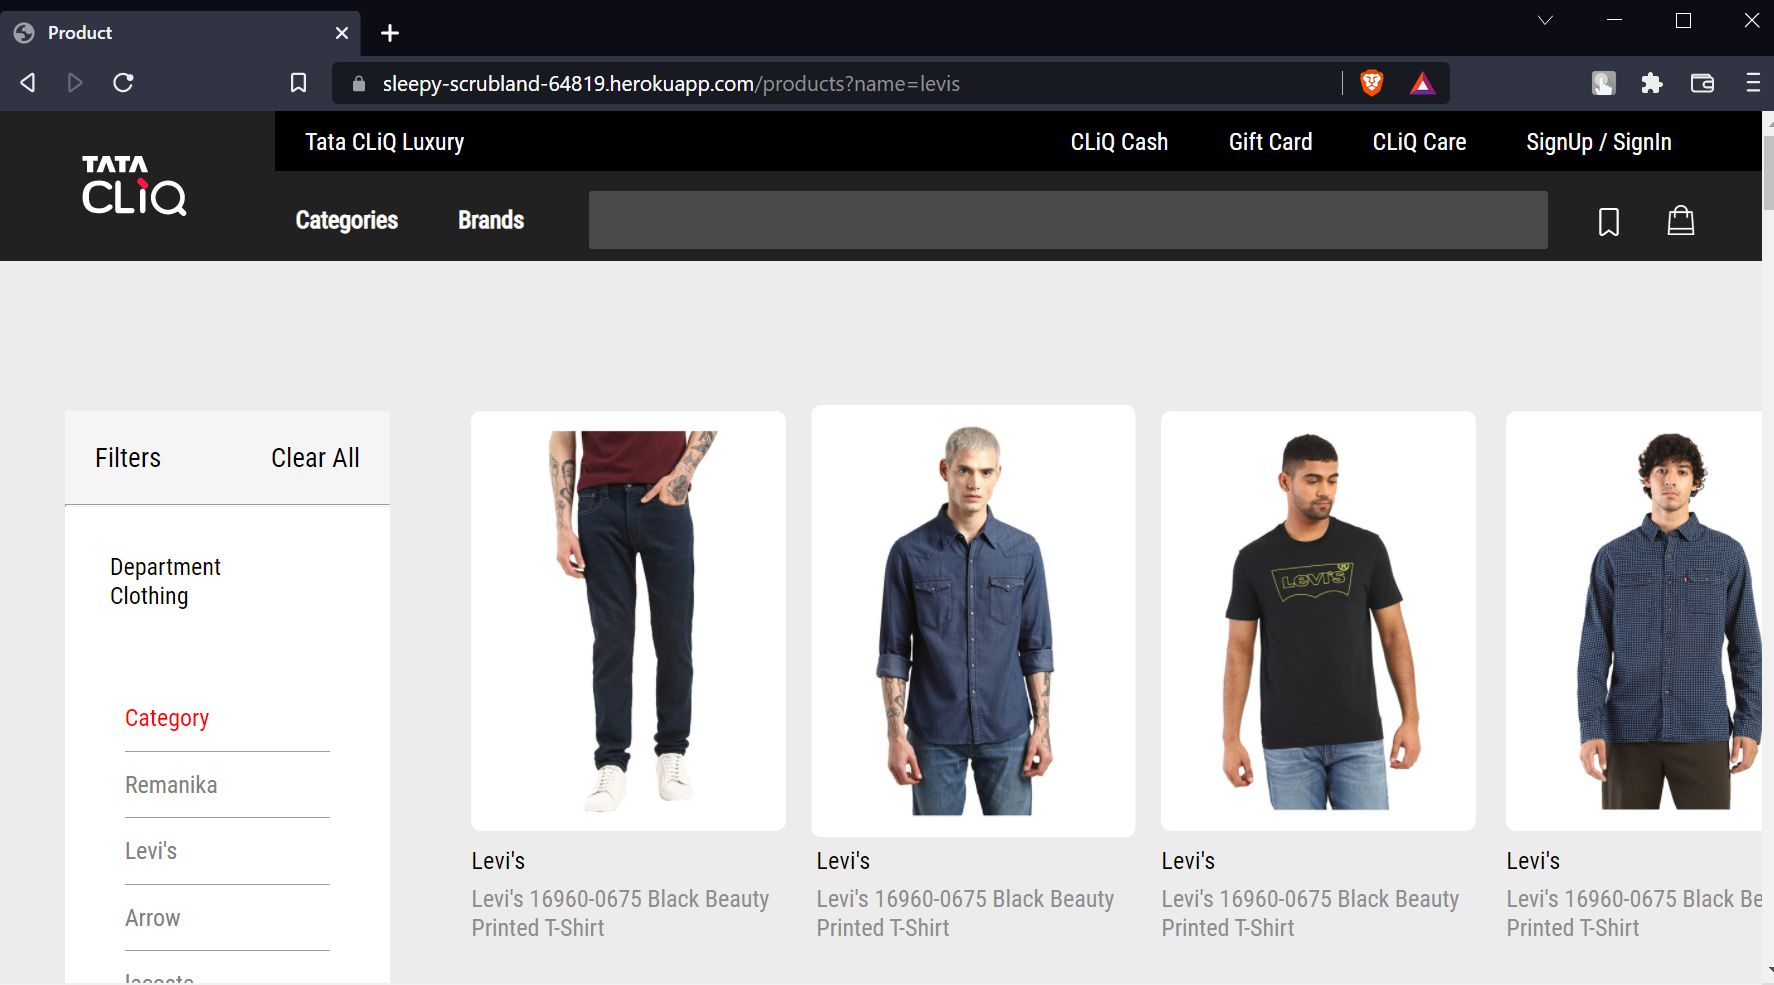 Product
sleepy-scrubland-64819.herokuapp.com/products?name=levis
TATA
CLiQ
Tata CLiQ Luxury
CLiQ Cash
Gift Card
CLiQ Care
SignUp / SignIn
Categories
Brands
Filters
Clear All
Department
Clothing
Category
Remanika
Levi's
Arrow
LEVI'S
Levi's
Levi's 16960-0675 Black Beauty
Printed T-Shirt
Levi's
Levi's 16960-0675 Black Beauty
Printed T-Shirt
Levi's
Levi's 16960-0675 Black Beauty
Printed T-Shirt
Levi's
Levi's 16960-0675 Black Be
Printed T-Shirt